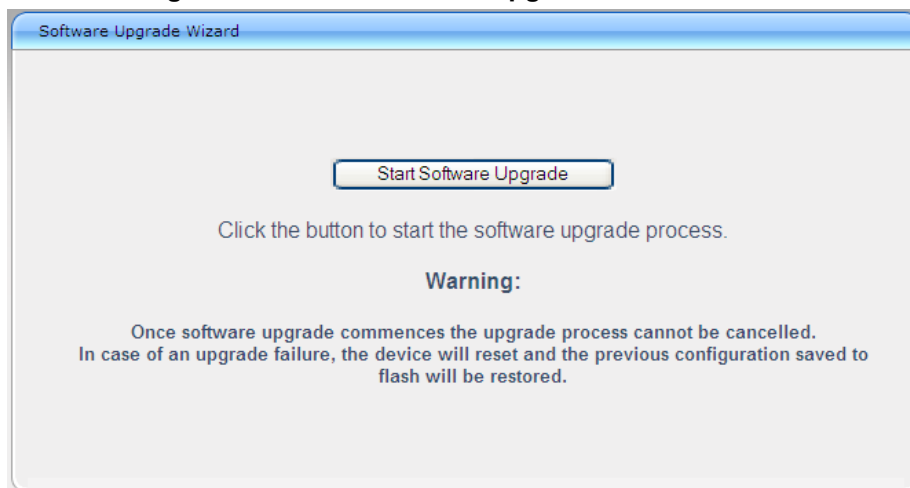 Software Upgrade Wizard
Start Software Upgrade
Click the button to start the software upgrade process.
Warning:
Once software upgrade commences the upgrade process cannot be cancelled.
In case of an upgrade failure, the device will reset and the previous configuration saved to
flash will be restored.